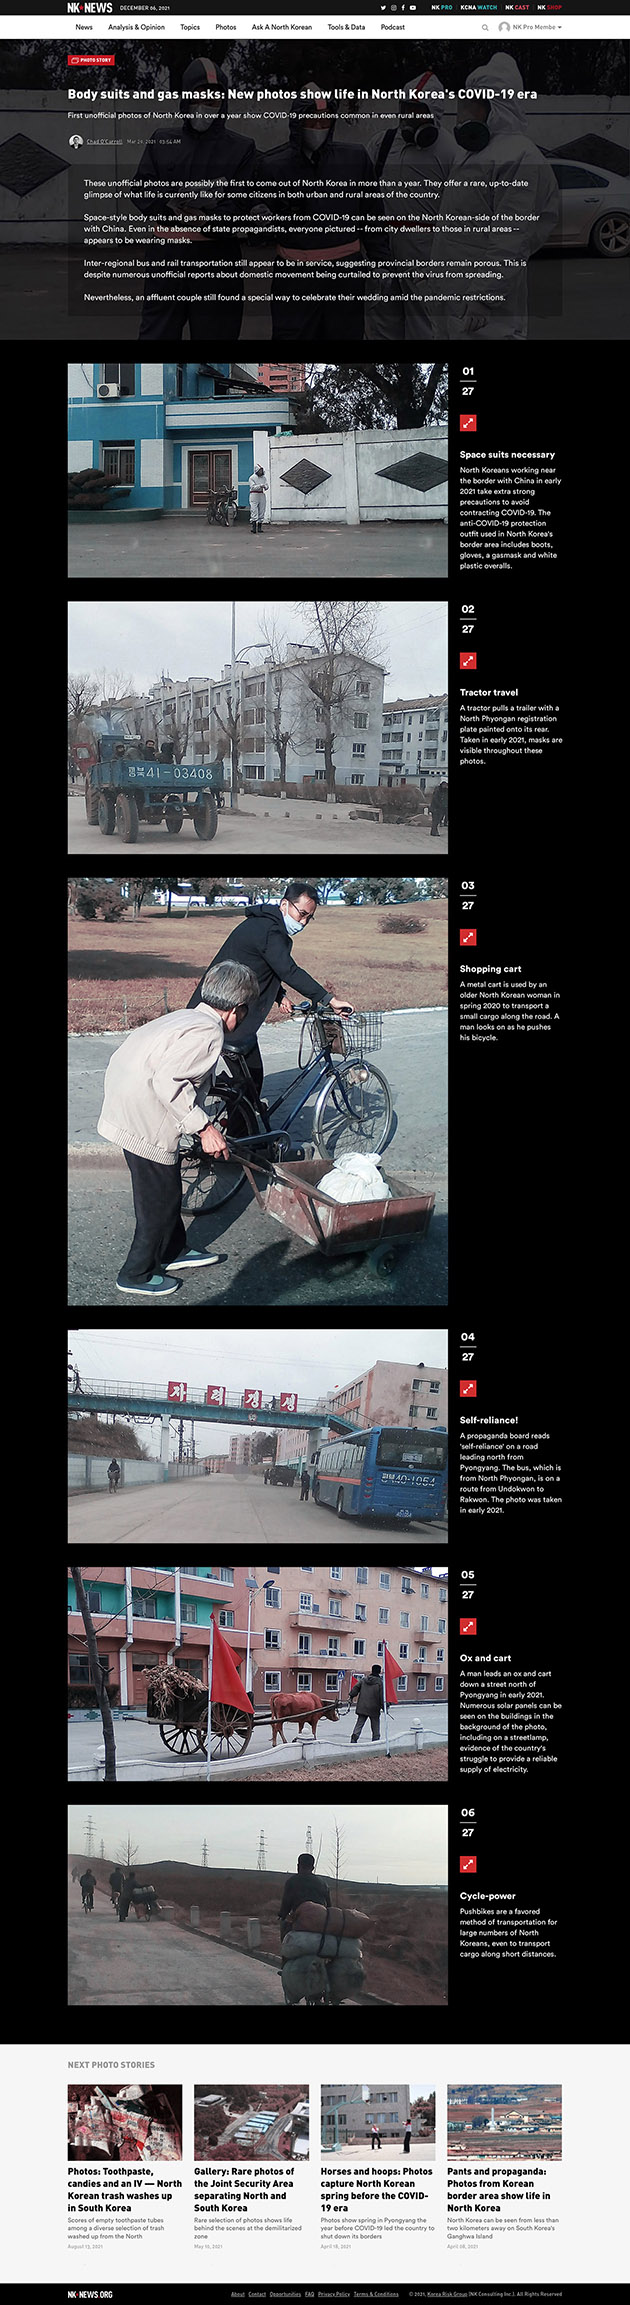 NK NEWS DECEMBER 06, 2021 NK PRO KCNA WATCH NK CAST NK SHOP
News Analysis & Opinion Topics Photos Ask A North Korean Tools & Data Podcast NK Pro Membe
PHOTO STORY
Body suits and gas masks: New photos show life in North Korea's COVID-19 era
First unofficial photos of North Korea in over a year show COVID-19 precautions common in even rural areas
Chad O'Carroll Mar 24, 2021 03:54 AM
These unofficial photos are possibly the first to come out of North Korea in more than a year. They offer a rare, up-to-date
glimpse of what life is currently like for some citizens in both urban and rural areas of the country.
Space-style body suits and gas masks to protect workers from COVID-19 can be seen on the North Korean-side of the border
with China. Even in the absence of state propagandists, everyone pictured -- from city dwellers to those in rural areas --
appears to be wearing masks.
Inter-regional bus and rail transportation still appear to be in service, suggesting provincial borders remain porous. This is
despite numerous unofficial reports about domestic movement being curtailed to prevent the virus from spreading.
Nevertheless, an affluent couple still found a special way to celebrate their wedding amid the pandemic restrictions.
01
27
Space suits necessary
North Koreans working near
the border with China in early
2021 take extra strong
precautions to avoid
contracting COVID-19. The
anti-COVID-19 protection
outfit used in North Korea's
border area includes boots,
gloves, a gasmask and white
plastic overalls.
02
27
Tractor travel
A tractor pulls a trailer with a
North Phyongan registration
plate painted onto its rear.
Taken in early 2021, masks are
visible throughout these
photos.
평북41-03408
03
27
Shopping cart
A metal cart is used by an
older North Korean woman in
spring 2020 to transport a
small cargo along the road. A
man looks on as he pushes
his bicycle.
04
27
자력갱생
Self-reliance!
A propaganda board reads
'self-reliance' on a road
leading north from
Pyongyang. The bus, which is
from North Phyongan, is on a
route from Undokwon to
Rakwon. The photo was taken
in early 2021.
05
27
Ox and cart
A man leads an ox and cart
down a street north of
Pyongyang in early 2021.
Numerous solar panels can be
seen on the buildings in the
background of the photo,
including on a streetlamp,
evidence of the country's
struggle to provide a reliable
supply of electricity.
06
27
Cycle-power
Pushbikes are a favored
method of transportation for
large numbers of North
Koreans, even to transport
cargo along short distances.
NEXT PHOTO STORIES
Photos: Toothpaste,
candies and an IV — North
Korean trash washes up
in South Korea
Scores of empty toothpaste tubes
among a diverse selection of trash
washed up from the North
August 13, 2021
Gallery: Rare photos of
the Joint Security Area
separating North and
South Korea
Rare selection of photos shows life
behind the scenes at the demilitarized
zone
May 10, 2021
Horses and hoops: Photos
capture North Korean
spring before the COVID-
19 era
Photos show spring in Pyongyang the
year before COVID-19 led the country to
shut down its borders
April 18, 2021
Pants and propaganda:
Photos from Korean
border area show life in
North Korea
North Korea can be seen from less than
two kilometers away on South Korea's
Ganghwa Island
April 08, 2021
NK NEWS.ORG About Contact Opportunities FAQ Privacy Policy Terms & Conditions © 2021, Korea Risk Group (NK Consulting Inc.). All Rights Reserved